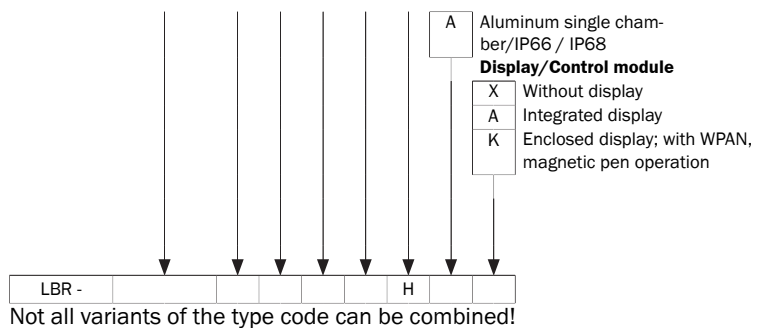 A Aluminum single cham-
ber/IP66 / IP68
Display/Control module
X Without display
A Integrated display
K Enclosed display; with WPAN,
magnetic pen operation
LBR - H
Not all variants of the type code can be combined!